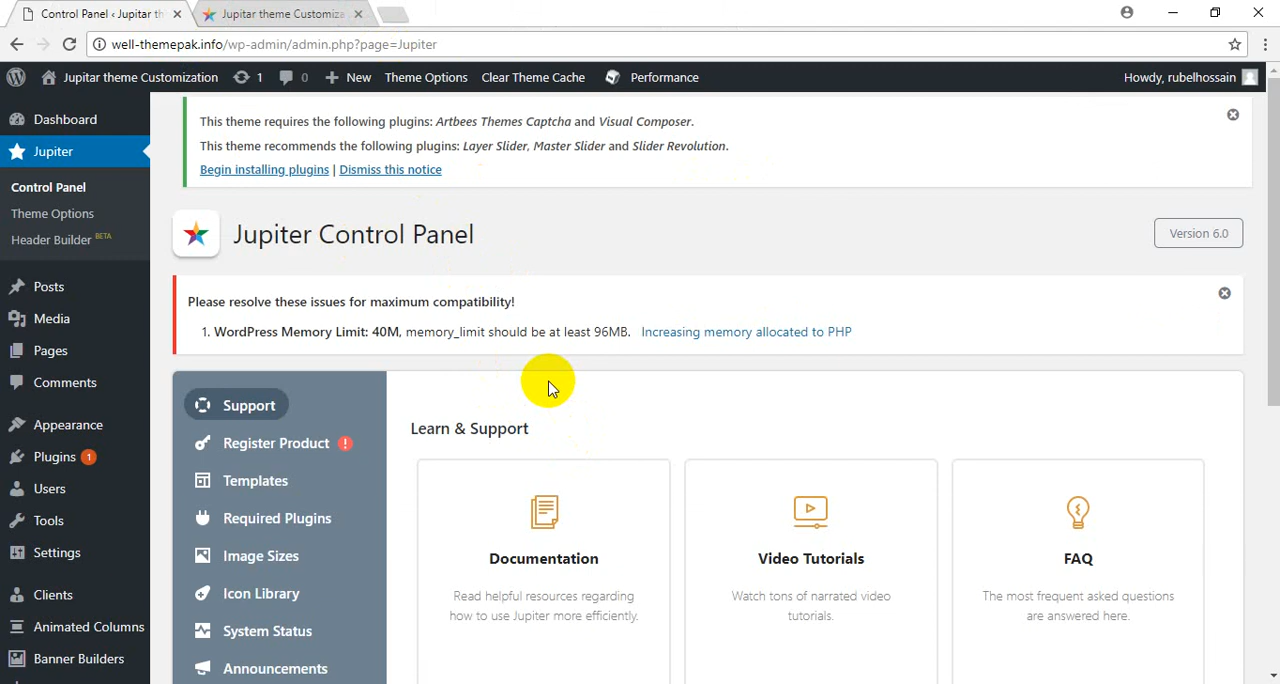 Control Panel ‹ Jupitar th
Jupitar theme Customiza
well-themepak.info/wp-admin/admin.php?page=Jupiter
Jupitar theme Customization
1
0
New
Theme Options
Clear Theme Cache
Performance
Howdy, rubelhossain
Dashboard
Jupiter
Control Panel
Theme Options
Header Builder BETA
Posts
Media
Pages
Comments
Appearance
Plugins 1
Users
Tools
Settings
Clients
Animated Columns
Banner Builders
This theme requires the following plugins: Artbees Themes Captcha and Visual Composer.
This theme recommends the following plugins: Layer Slider, Master Slider and Slider Revolution.
Begin installing plugins | Dismiss this notice
Jupiter Control Panel
Version 6.0
Please resolve these issues for maximum compatibility!
1. WordPress Memory Limit: 40M, memory_limit should be at least 96MB. Increasing memory allocated to PHP
Support
Register Product !
Templates
Required Plugins
Image Sizes
Icon Library
System Status
Announcements
Learn & Support
Documentation
Read helpful resources regarding
how to use Jupiter more efficiently.
Video Tutorials
Watch tons of narrated video
tutorials.
FAQ
The most frequent asked questions
are answered here.